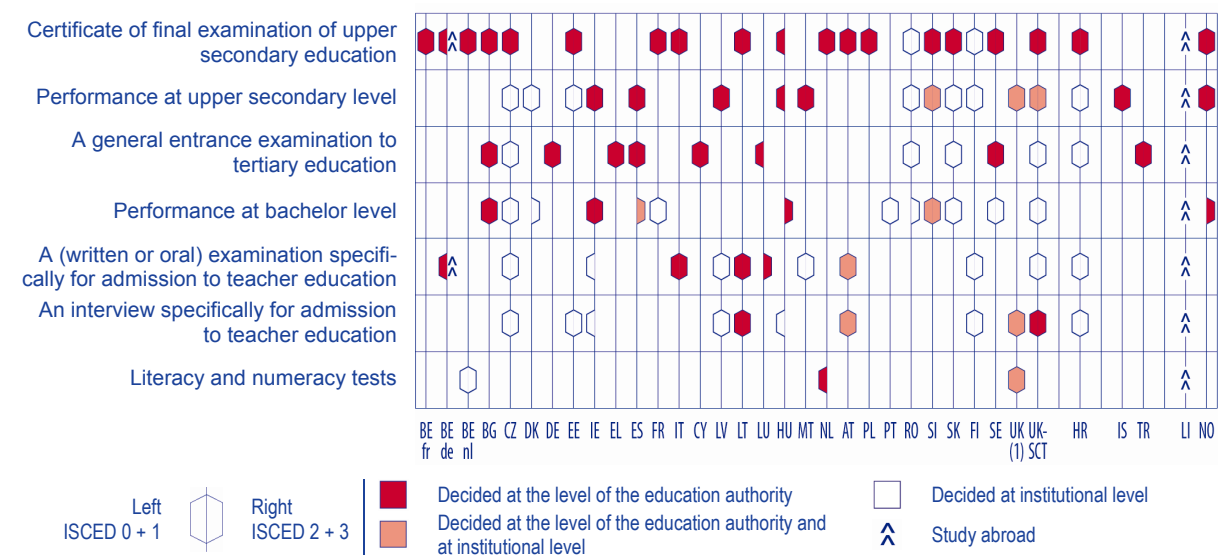 Certificate of final examination of upper
secondary education
Performance at upper secondary level
A general entrance examination to
tertiary education
Performance at bachelor level
A (written or oral) examination specifi-
cally for admission to teacher education
An interview specifically for admission
to teacher education
Literacy and numeracy tests
BE BE BE BG CZ DK DE EE IE EL ES FR IT CY LV LT LU HU MT NL AT PL PT RO SI SK FI SE UK UK- HR IS TR LI NO
fr de nl (1) SCT
Left Right
ISCED 0 + 1 ISCED 2 + 3
Decided at the level of the education authority
Decided at the level of the education authority and
at institutional level
Decided at institutional level
Study abroad